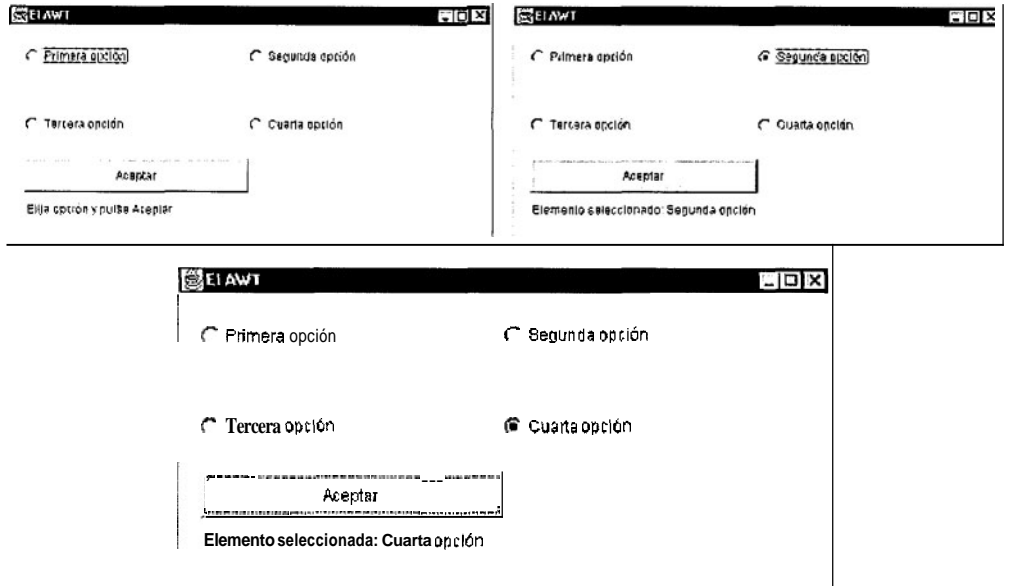 El AWT
Primera opción Segunda opción
Tercera opción Cuarta opción
Aceptar
Elija opción y pulse Aceptar
El AWT
Primera opción Segunda opción
Tercera opción Cuarta opción
Aceptar
Elemento seleccionado: Segunda opción
El AWT
Primera opción Segunda opción
Tercera opción Cuarta opción
Aceptar
Elemento seleccionada: Cuarta opción